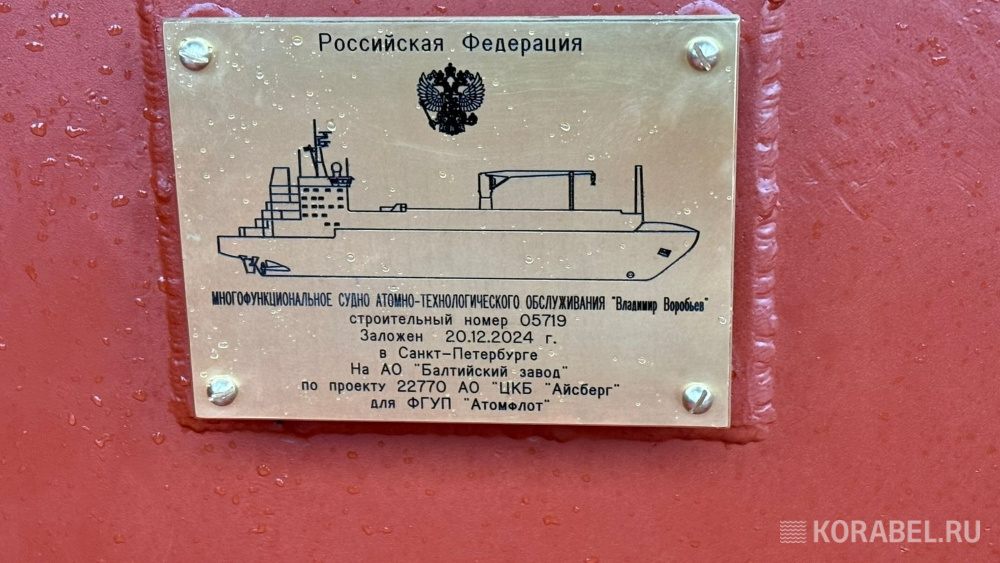 Российская Федерация
МНОГОФУНКЦИОНАЛЬНОЕ СУДНО АТОМНО-ТЕХНОЛОГИЧЕСКОГО ОБСЛУЖИВАНИЯ "Владимир Воробьев"
строительный номер 05719
Заложен 20.12.2024 г.
в Санкт-Петербурге
На АО "Балтийский завод"
по проекту 22770 АО "ЦКБ "Айсберг"
для ФГУП "Атомфлот"
KORABEL.RU